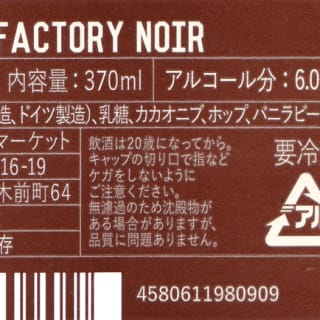 FACTORY NOIR
内容量:370ml アルコール分:6.0
造、ドイツ製造)、乳糖、カカオニブ、ホップ、バニラビー
マーケット
16-19
木前町64
存
飲酒は20歳になってから。
キャップの切り口で指など
ケガをしないように
ご注意ください。
無濾過のため沈殿物が
ある場合がありますが、
品質に問題ありません。
要冷
アル
4580611980909